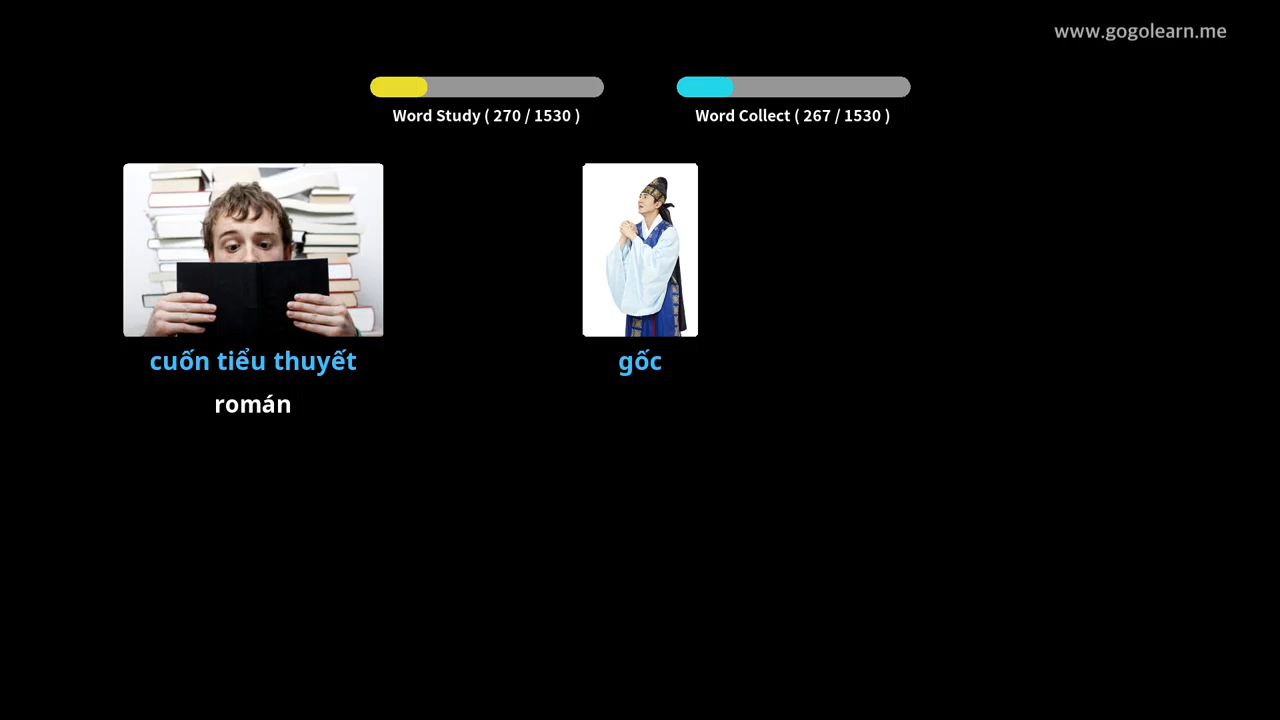 www.gogolearn.me
Word Study ( 270 / 1530 )
Word Collect ( 267 / 1530 )
cuốn tiểu thuyết
román
gốc